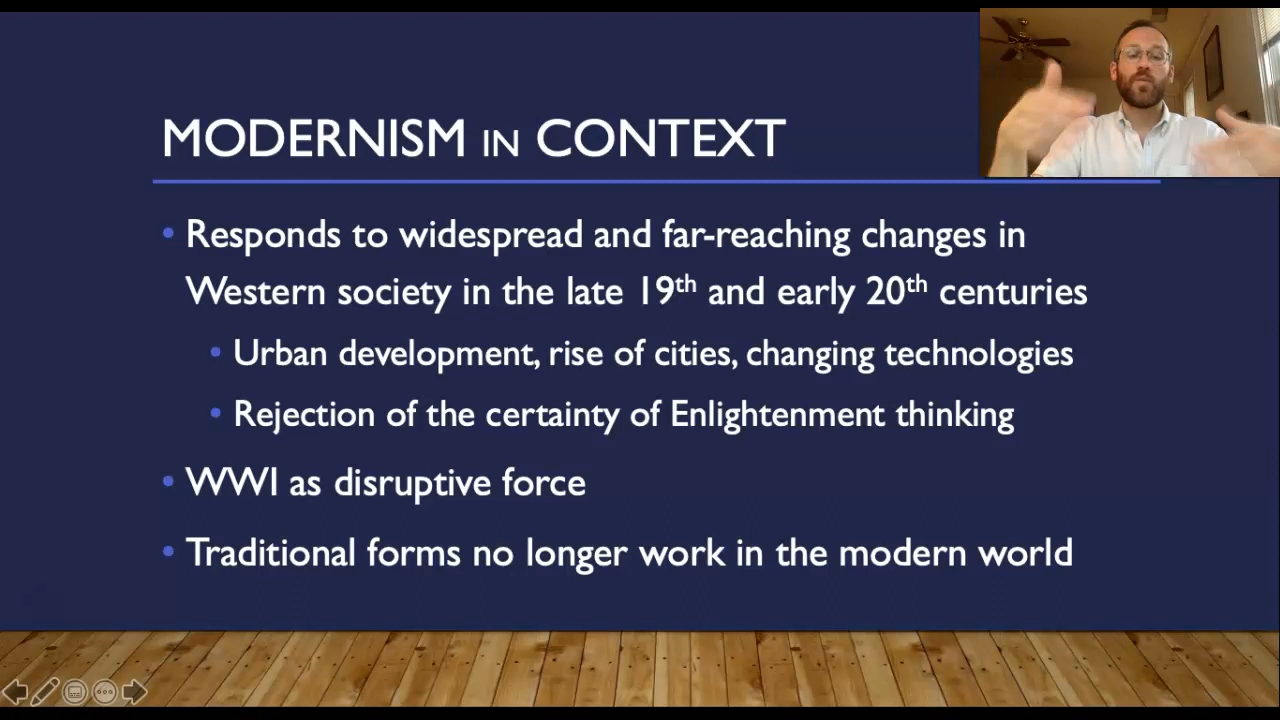 MODERNISM IN CONTEXT
• Responds to widespread and far-reaching changes in
Western society in the late 19th and early 20th centuries
• Urban development, rise of cities, changing technologies
• Rejection of the certainty of Enlightenment thinking
• WWI as disruptive force
• Traditional forms no longer work in the modern world